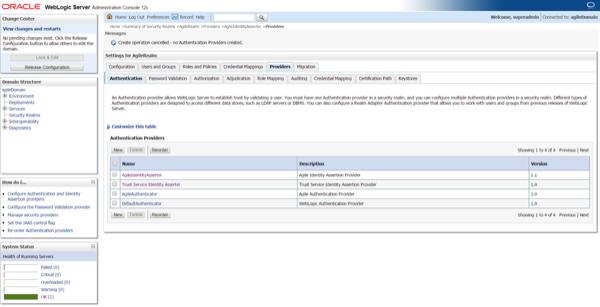 ORACLE WebLogic Server Administration Console 12c
Change Center
View changes and restarts
No pending changes exist. Click the Release Configuration button to allow others to edit the domain.
Lock & Edit
Release Configuration
Domain Structure
agileDomain
Environment
Deployments
Services
Security Realms
Interoperability
Diagnostics
How do I...
Configure Authentication and Identity Assertion providers
Configure the Password Validation provider
Manage security providers
Set the JAAS control flag
Re-order Authentication providers
System Status
Health of Running Servers
Failed (0)
Critical (0)
Overloaded (0)
Warning (0)
OK (1)
Home Log Out Preferences Record Help
Welcome, superadmin Connected to: agileDomain
Home >Summary of Security Realms >AgileRealm >Providers >AgileIdentityAsserter >Providers
Messages
Create operation cancelled - no Authentication Providers created.
Settings for AgileRealm
Configuration Users and Groups Roles and Policies Credential Mappings Providers Migration
Authentication Password Validation Authorization Adjudication Role Mapping Auditing Credential Mapping Certification Path Keystores
An Authentication provider allows WebLogic Server to establish trust by validating a user. You must have one Authentication provider in a security realm, and you can configure multiple Authentication providers in a security realm. Different types of
Authentication providers are designed to access different data stores, such as LDAP servers or DBMS. You can also configure a Realm Adapter Authentication provider that allows you to work with users and groups from previous releases of WebLogic
Server.
Customize this table
Authentication Providers
New Delete Reorder Showing 1 to 4 of 4 Previous | Next
Name Description Version
AgileIdentityAsserter Agile Identity Assertion Provider 1.1
Trust Service Identity Asserter Trust Service Identity Assertion Provider 1.0
AgileAuthenticator Agile Authentication Provider 1.0
DefaultAuthenticator WebLogic Authentication Provider 1.0
New Delete Reorder Showing 1 to 4 of 4 Previous | Next